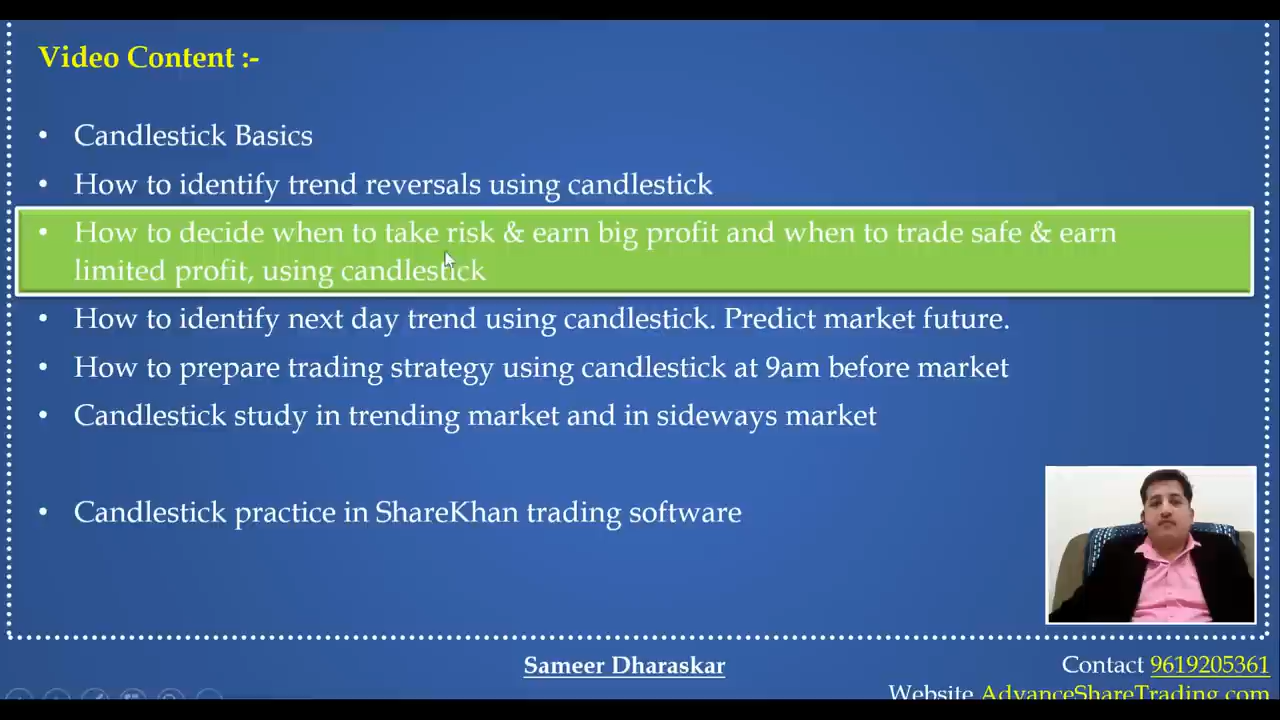 Video Content :-
• Candlestick Basics
• How to identify trend reversals using candlestick
• How to decide when to take risk & earn big profit and when to trade safe & earn
limited profit, using candlestick
• How to identify next day trend using candlestick. Predict market future.
• How to prepare trading strategy using candlestick at 9am before market
• Candlestick study in trending market and in sideways market
• Candlestick practice in ShareKhan trading software
Sameer Dharaskar
Contact 9619205361
Website AdvanceShareTrading.com